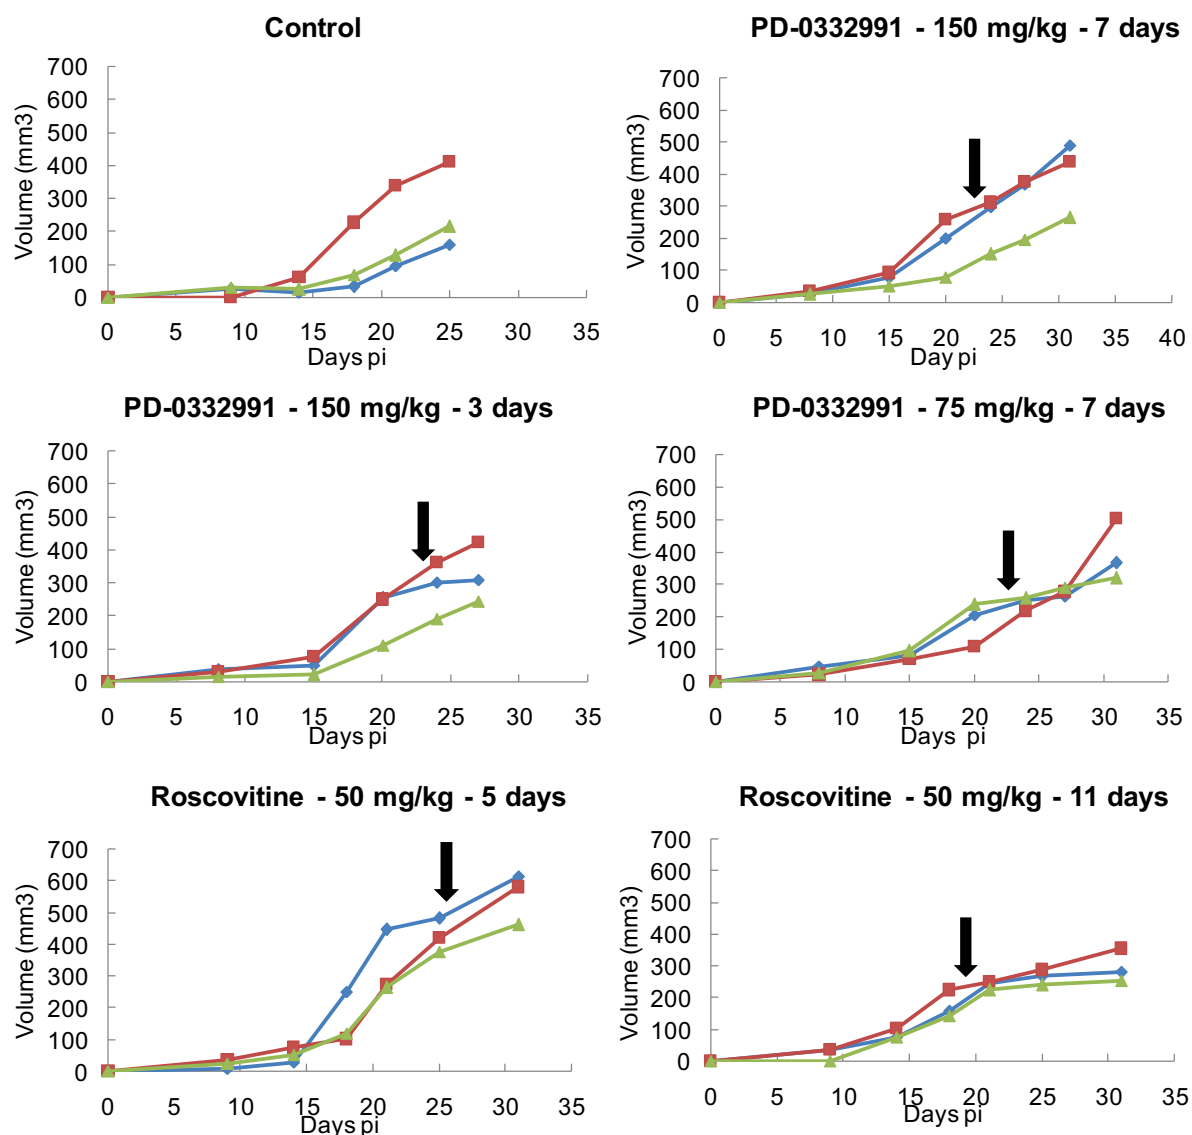 Control
700
600
500
400
300
200
100
0
Volume (mm3)
0 5 10 15 20 25 30 35
Days pi
PD-0332991 - 150 mg/kg - 7 days
700
600
500
400
300
200
100
0
Volume (mm3)
0 5 10 15 20 25 30 35 40
Day pi
PD-0332991 - 150 mg/kg - 3 days
700
600
500
400
300
200
100
0
Volume (mm3)
0 5 10 15 20 25 30 35
Days pi
PD-0332991 - 75 mg/kg - 7 days
700
600
500
400
300
200
100
0
Volume (mm3)
0 5 10 15 20 25 30 35
Days pi
Roscovitine - 50 mg/kg - 5 days
700
600
500
400
300
200
100
0
Volume (mm3)
0 5 10 15 20 25 30 35
Days pi
Roscovitine - 50 mg/kg - 11 days
700
600
500
400
300
200
100
0
Volume (mm3)
0 5 10 15 20 25 30 35
Days pi